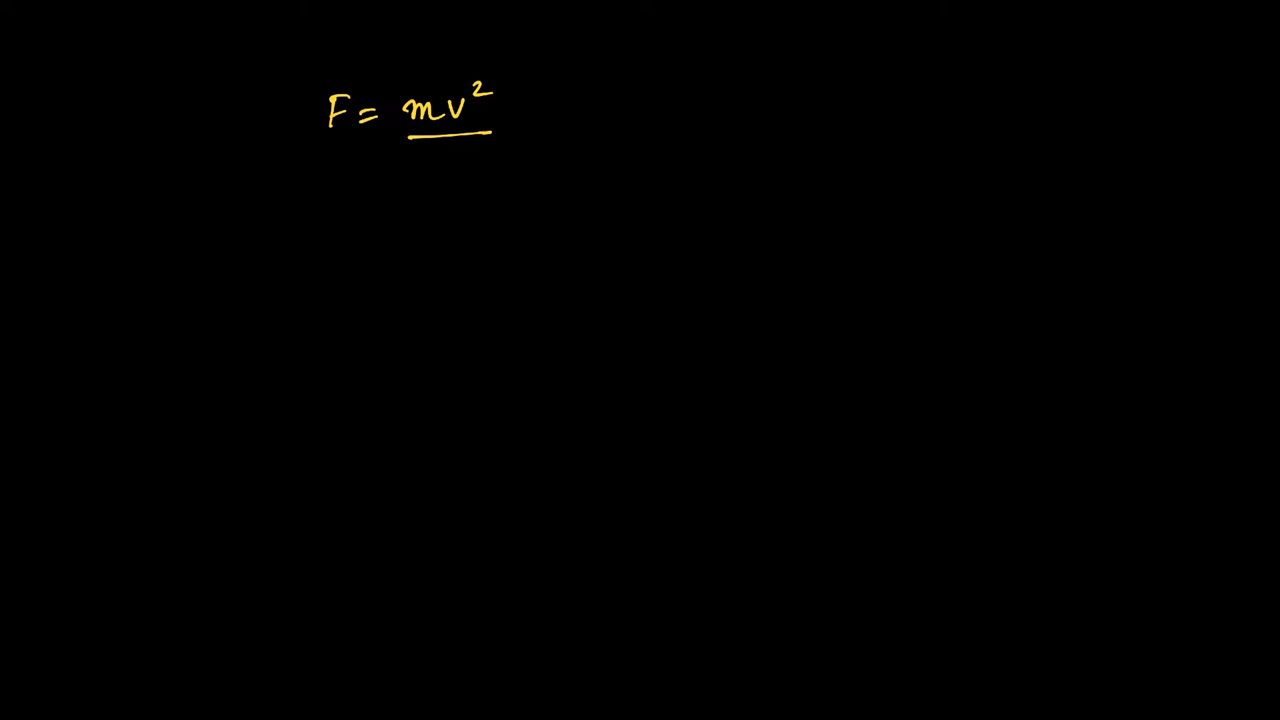 F = mv²